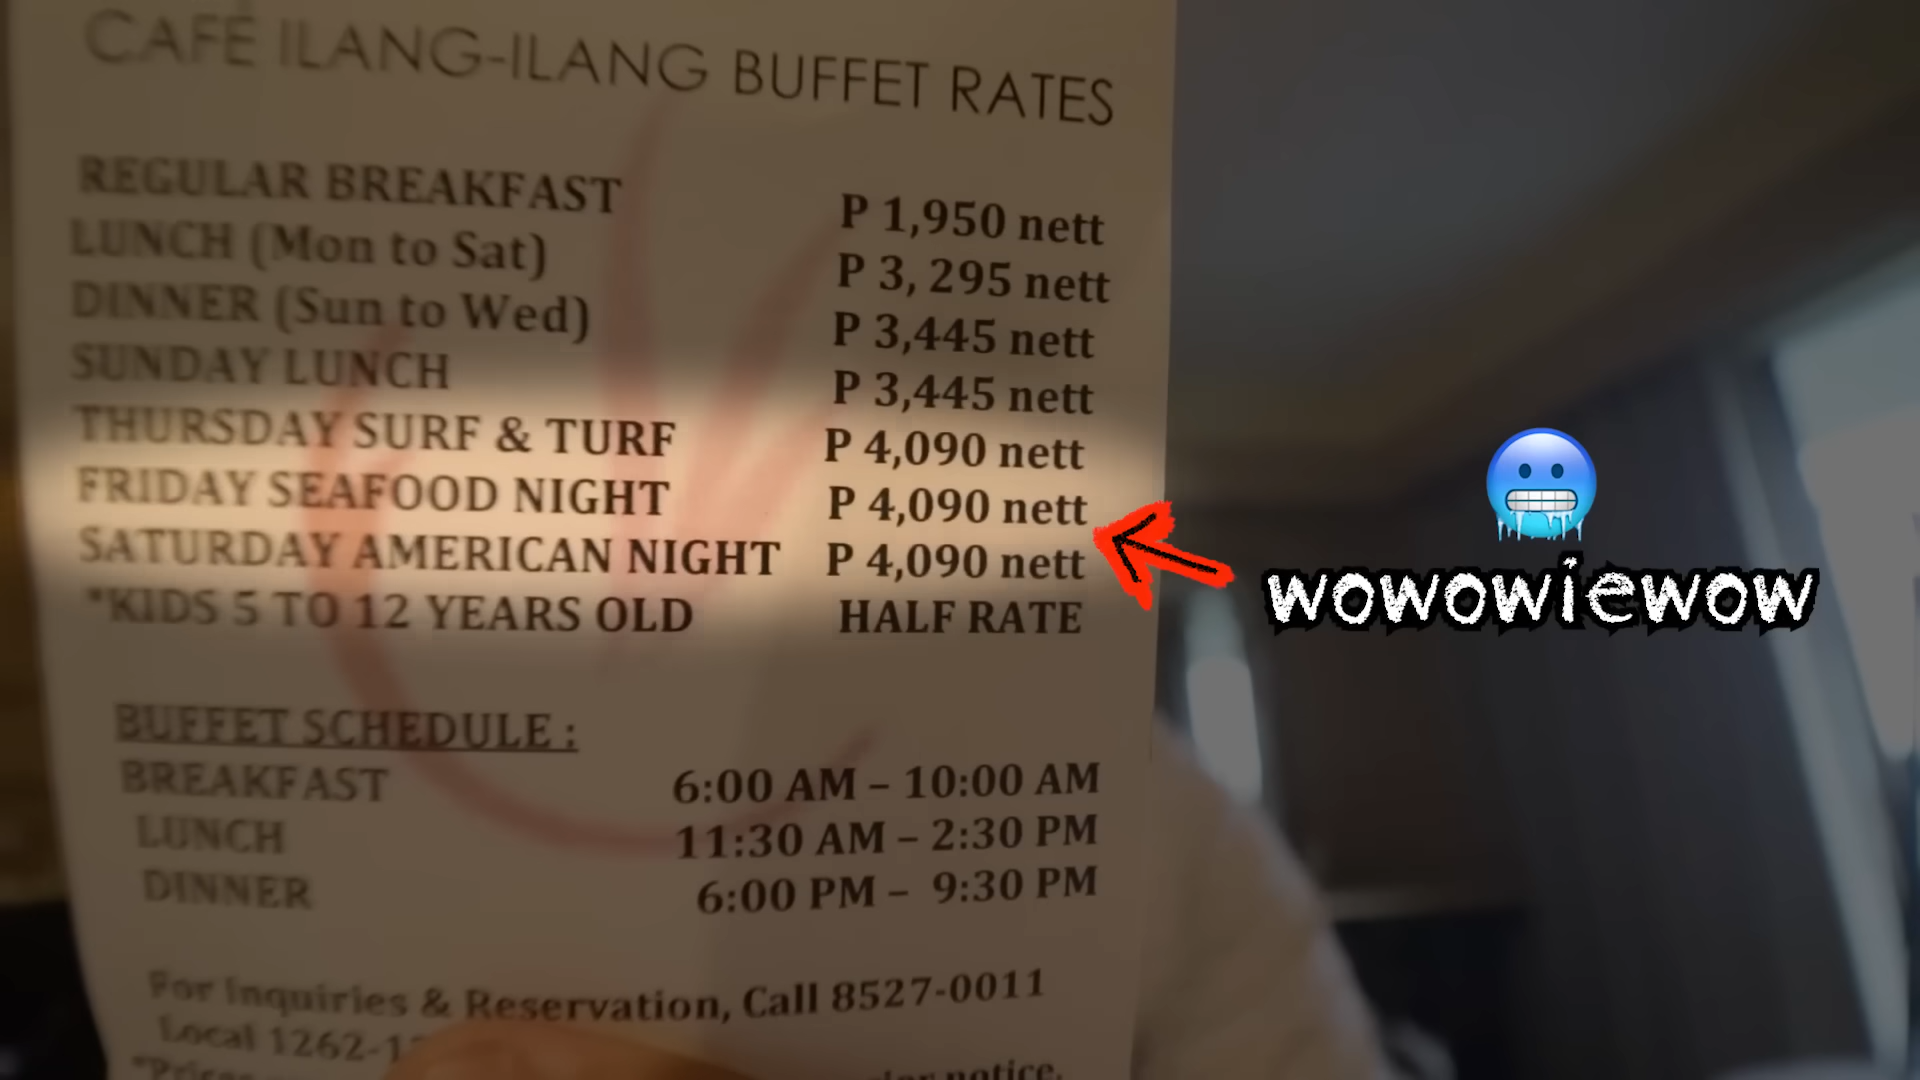 CAFÉ ILANG-ILANG BUFFET RATES
REGULAR BREAKFAST P 1,950 nett
LUNCH (Mon to Sat) P 3, 295 nett
DINNER (Sun to Wed) P 3,445 nett
SUNDAY LUNCH P 3,445 nett
THURSDAY SURF & TURF P 4,090 nett
FRIDAY SEAFOOD NIGHT P 4,090 nett
SATURDAY AMERICAN NIGHT P 4,090 nett
*KIDS 5 TO 12 YEARS OLD HALF RATE
wowowiewow
BUFFET SCHEDULE :
BREAKFAST 6:00 AM – 10:00 AM
LUNCH 11:30 AM – 2:30 PM
DINNER 6:00 PM – 9:30 PM
For Inquiries & Reservation, Call 8527-0011
Local 1262-
notice.